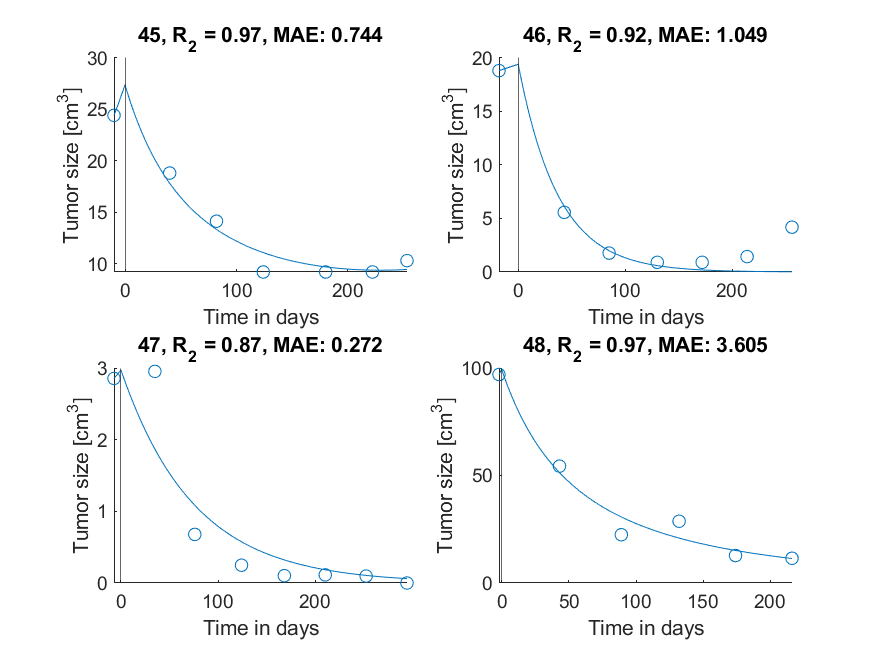 45, R₂ = 0.97, MAE: 0.744
30
25
20
15
10
Tumor size [cm³]
0 100 200
Time in days
46, R₂ = 0.92, MAE: 1.049
20
15
10
5
0
Tumor size [cm³]
0 100 200
Time in days
47, R₂ = 0.87, MAE: 0.272
3
2
1
0
Tumor size [cm³]
0 100 200
Time in days
48, R₂ = 0.97, MAE: 3.605
100
50
0
Tumor size [cm³]
0 50 100 150 200
Time in days